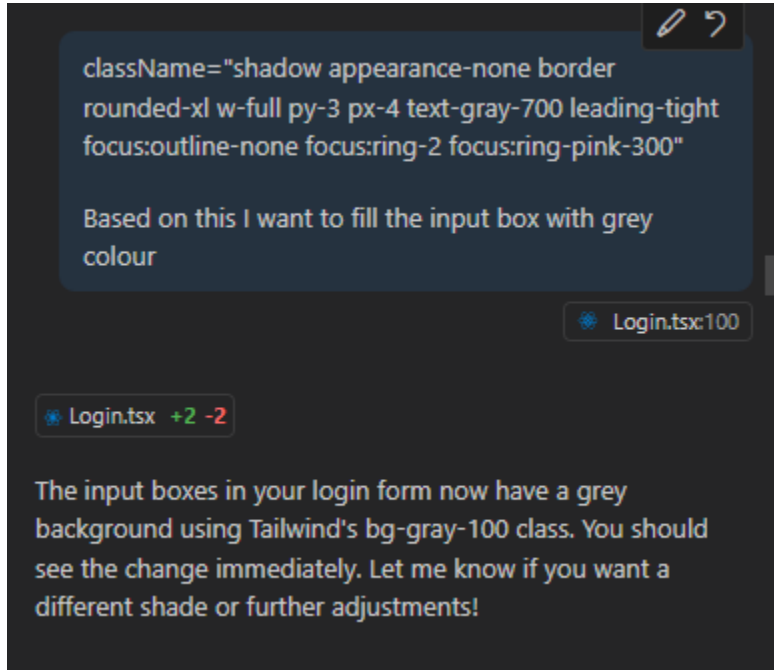 className="shadow appearance-none border
rounded-xl w-full py-3 px-4 text-gray-700 leading-tight
focus:outline-none focus:ring-2 focus:ring-pink-300"
Based on this I want to fill the input box with grey
colour
Login.tsx:100
Login.tsx +2 -2
The input boxes in your login form now have a grey
background using Tailwind's bg-gray-100 class. You should
see the change immediately. Let me know if you want a
different shade or further adjustments!